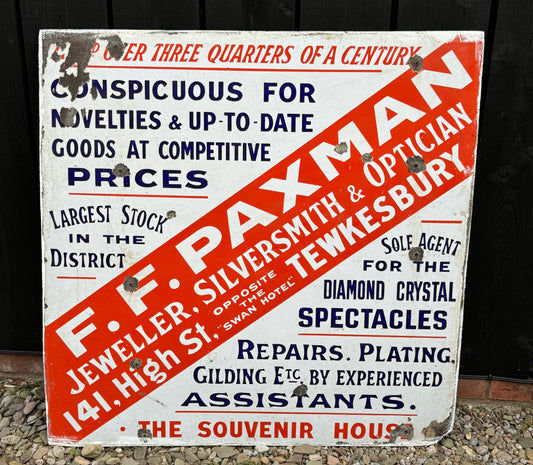 OVER THREE QUARTERS OF A CENTURY
CONSPICUOUS FOR
NOVELTIES & UP-TO-DATE
GOODS AT COMPETITIVE
PRICES
LARGEST STOCK
IN THE
DISTRICT
F. F. PAXMAN
JEWELLER, SILVERSMITH & OPTICIAN
141, High St, OPPOSITE THE "SWAN HOTEL" TEWKESBURY
SOLE AGENT
FOR THE
DIAMOND CRYSTAL
SPECTACLES
REPAIRS. PLATING.
GILDING ETC BY EXPERIENCED
ASSISTANTS.
• THE SOUVENIR HOUSE